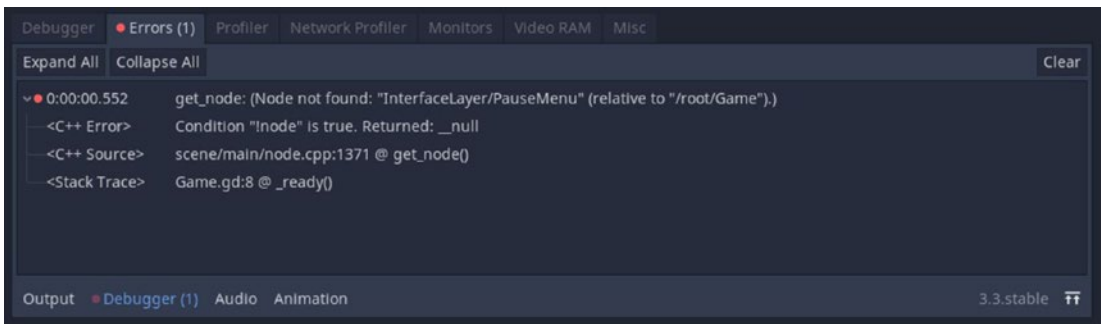 Debugger Errors (1) Profiler Network Profiler Monitors Video RAM Misc
Expand All Collapse All Clear
0:00:00.552 get_node: (Node not found: "InterfaceLayer/PauseMenu" (relative to "/root/Game").)
<C++ Error> Condition "!node" is true. Returned: __null
<C++ Source> scene/main/node.cpp:1371 @ get_node()
<Stack Trace> Game.gd:8 @ _ready()
Output Debugger (1) Audio Animation 3.3.stable